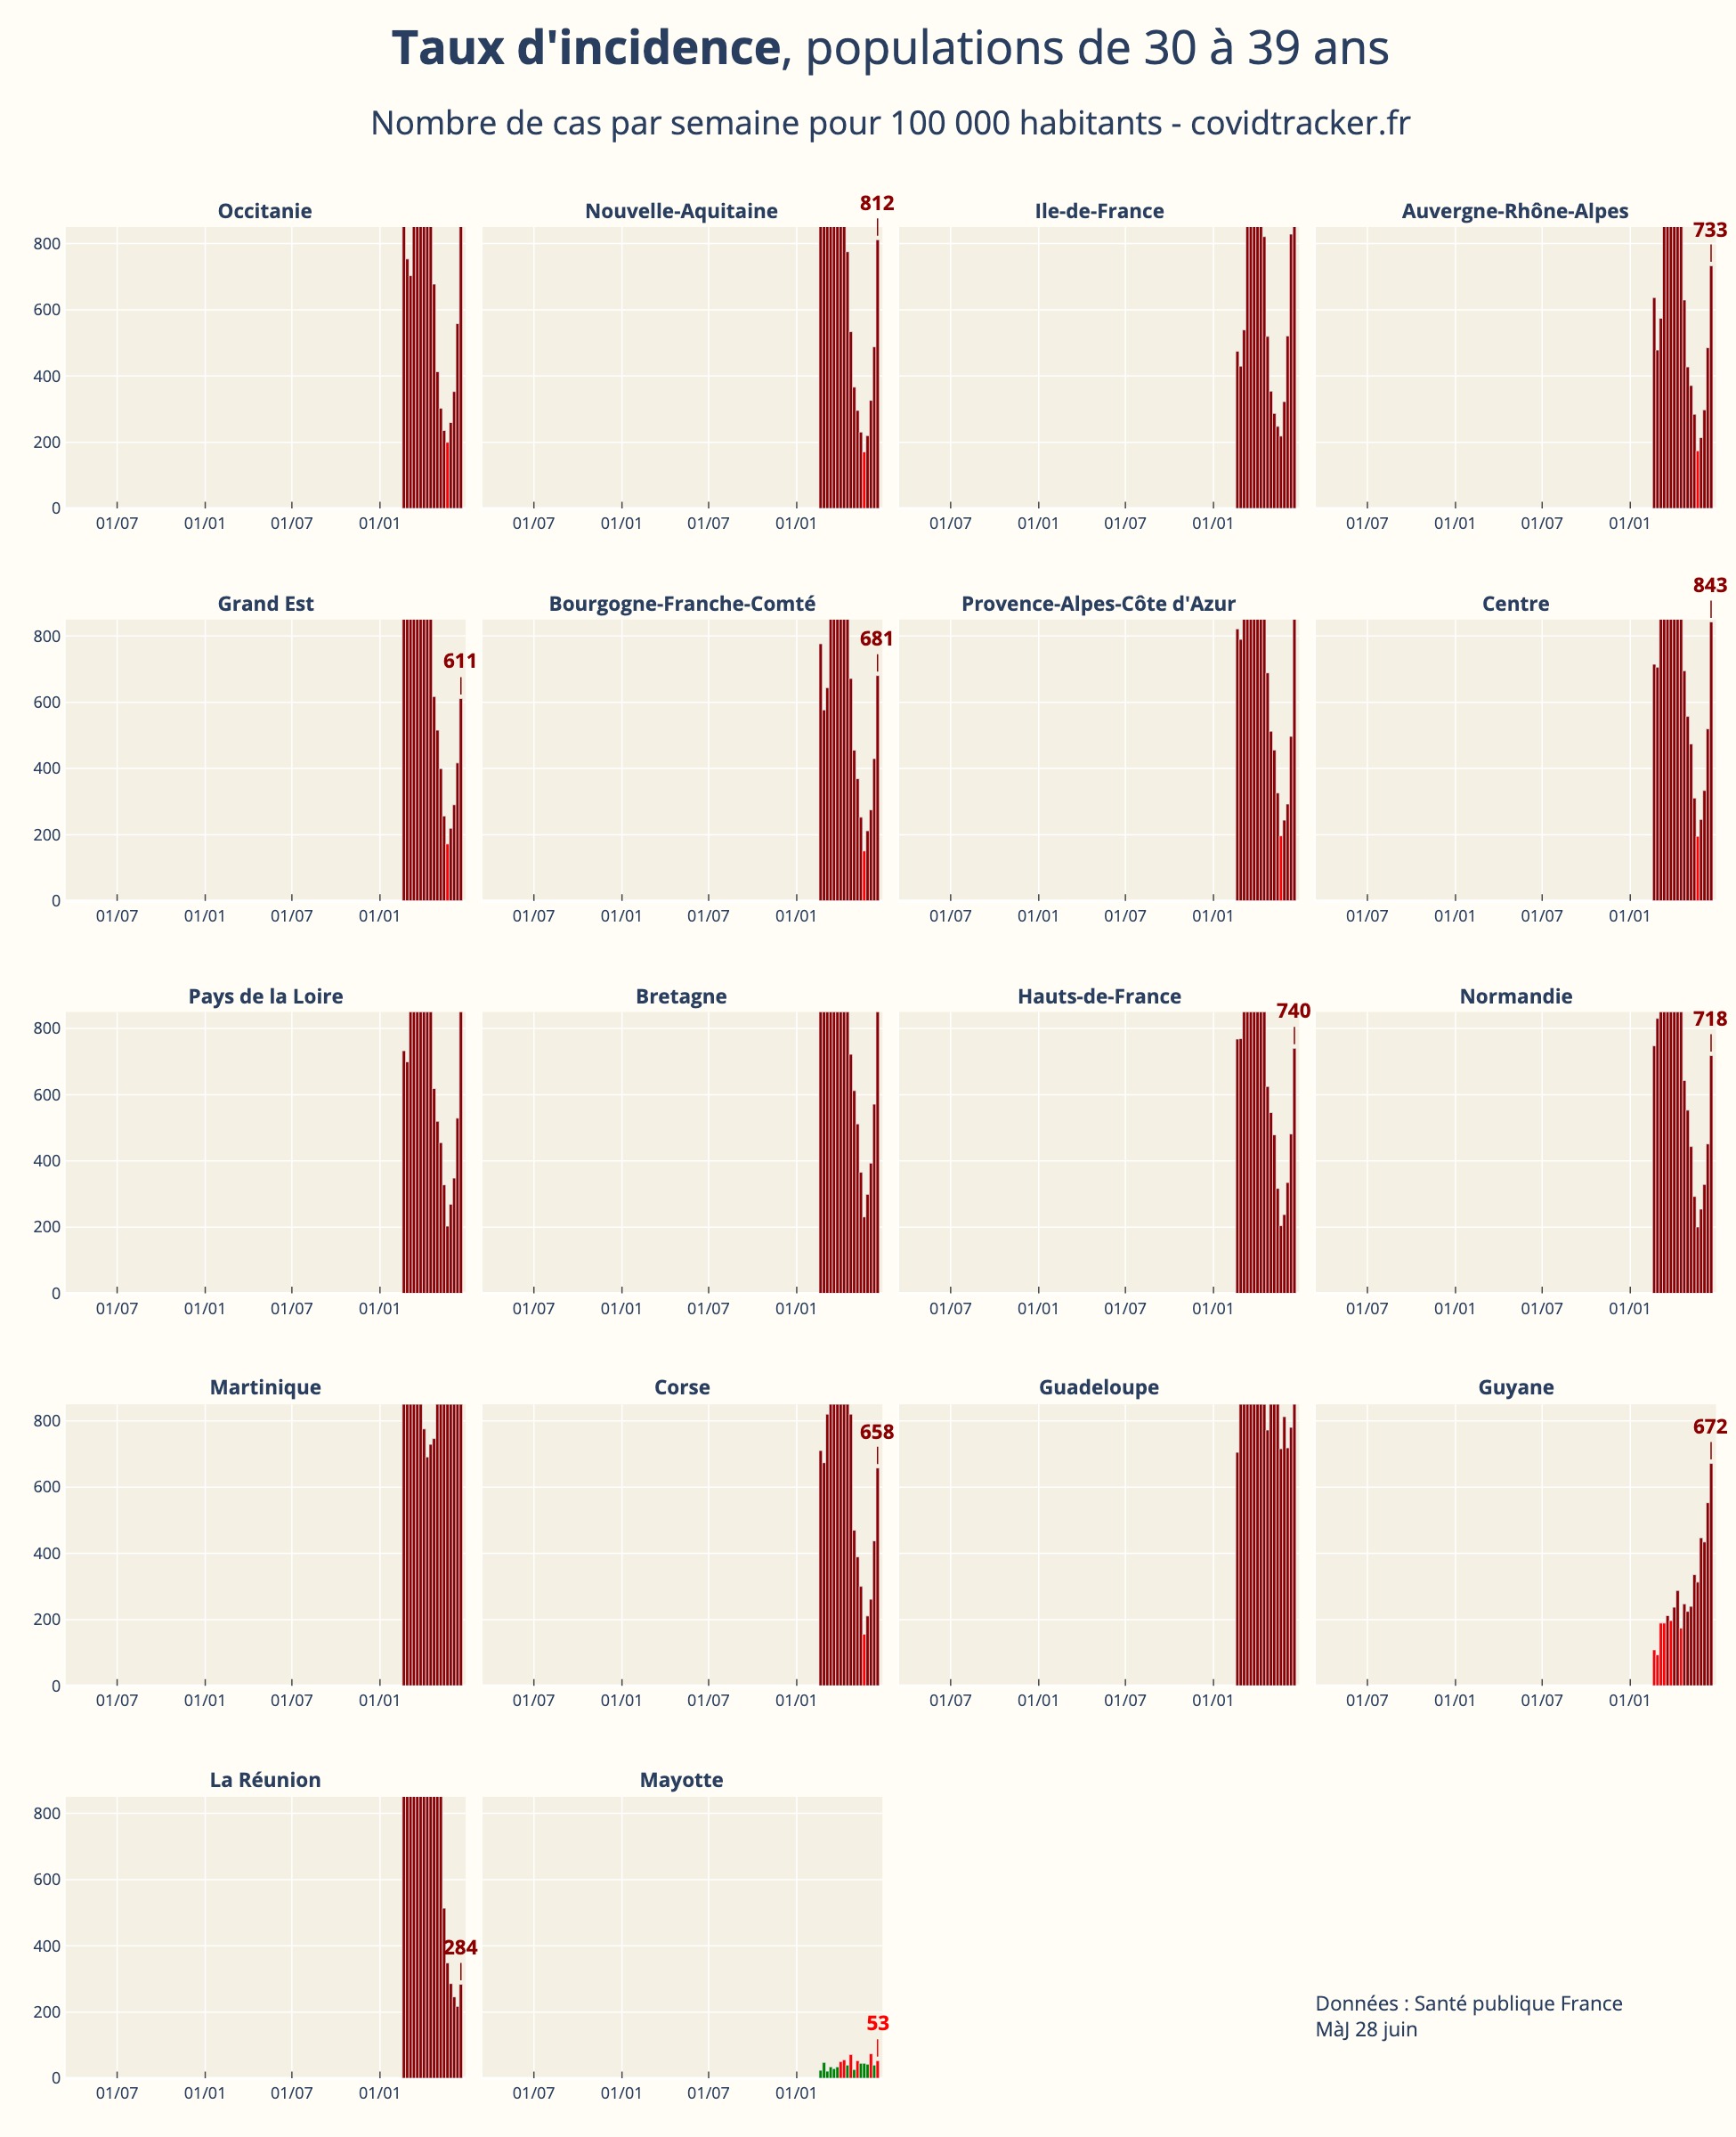 Taux d'incidence, populations de 30 à 39 ans
Nombre de cas par semaine pour 100 000 habitants - covidtracker.fr
Occitanie
Nouvelle-Aquitaine
812
Ile-de-France
Auvergne-Rhône-Alpes
733
800
600
400
200
0
01/07 01/01 01/07 01/01
01/07 01/01 01/07 01/01
01/07 01/01 01/07 01/01
01/07 01/01 01/07 01/01
Grand Est
611
Bourgogne-Franche-Comté
681
Provence-Alpes-Côte d'Azur
Centre
843
800
600
400
200
0
01/07 01/01 01/07 01/01
01/07 01/01 01/07 01/01
01/07 01/01 01/07 01/01
01/07 01/01 01/07 01/01
Pays de la Loire
Bretagne
Hauts-de-France
740
Normandie
718
800
600
400
200
0
01/07 01/01 01/07 01/01
01/07 01/01 01/07 01/01
01/07 01/01 01/07 01/01
01/07 01/01 01/07 01/01
Martinique
Corse
658
Guadeloupe
Guyane
672
800
600
400
200
0
01/07 01/01 01/07 01/01
01/07 01/01 01/07 01/01
01/07 01/01 01/07 01/01
01/07 01/01 01/07 01/01
La Réunion
284
Mayotte
53
800
600
400
200
0
01/07 01/01 01/07 01/01
01/07 01/01 01/07 01/01
Données : Santé publique France
MàJ 28 juin